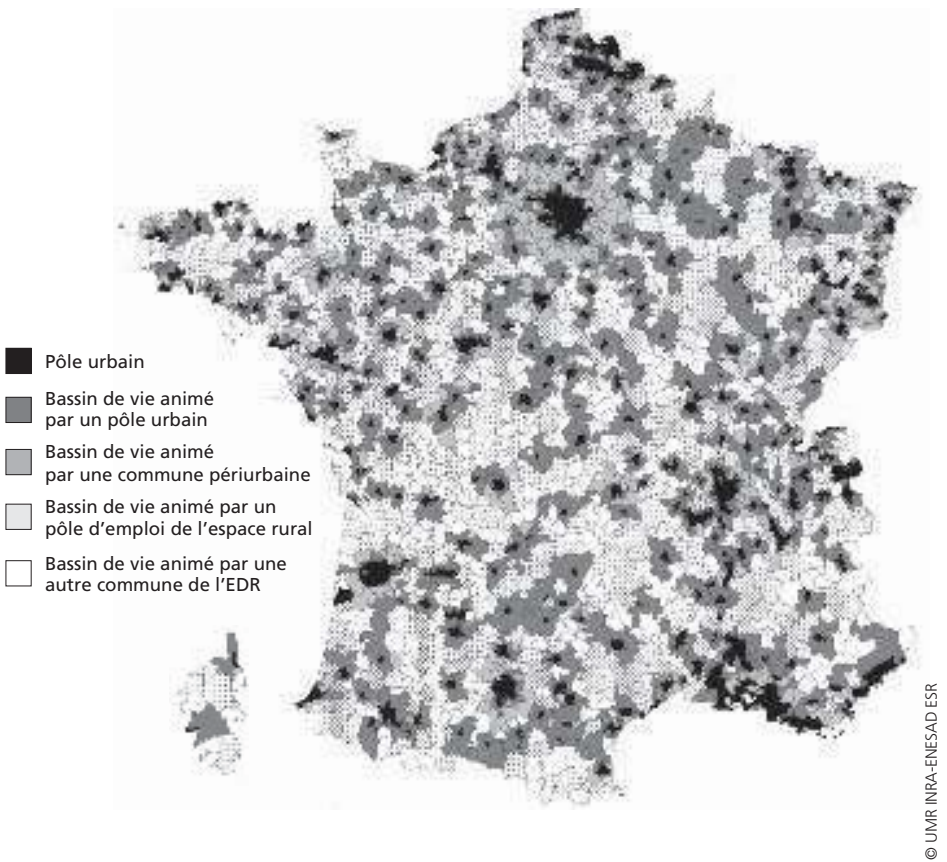 Pôle urbain
Bassin de vie animé
par un pôle urbain
Bassin de vie animé
par une commune périurbaine
Bassin de vie animé par un
pôle d’emploi de l’espace rural
Bassin de vie animé par une
autre commune de l’EDR
© UMR INRA-ENESAD ESR